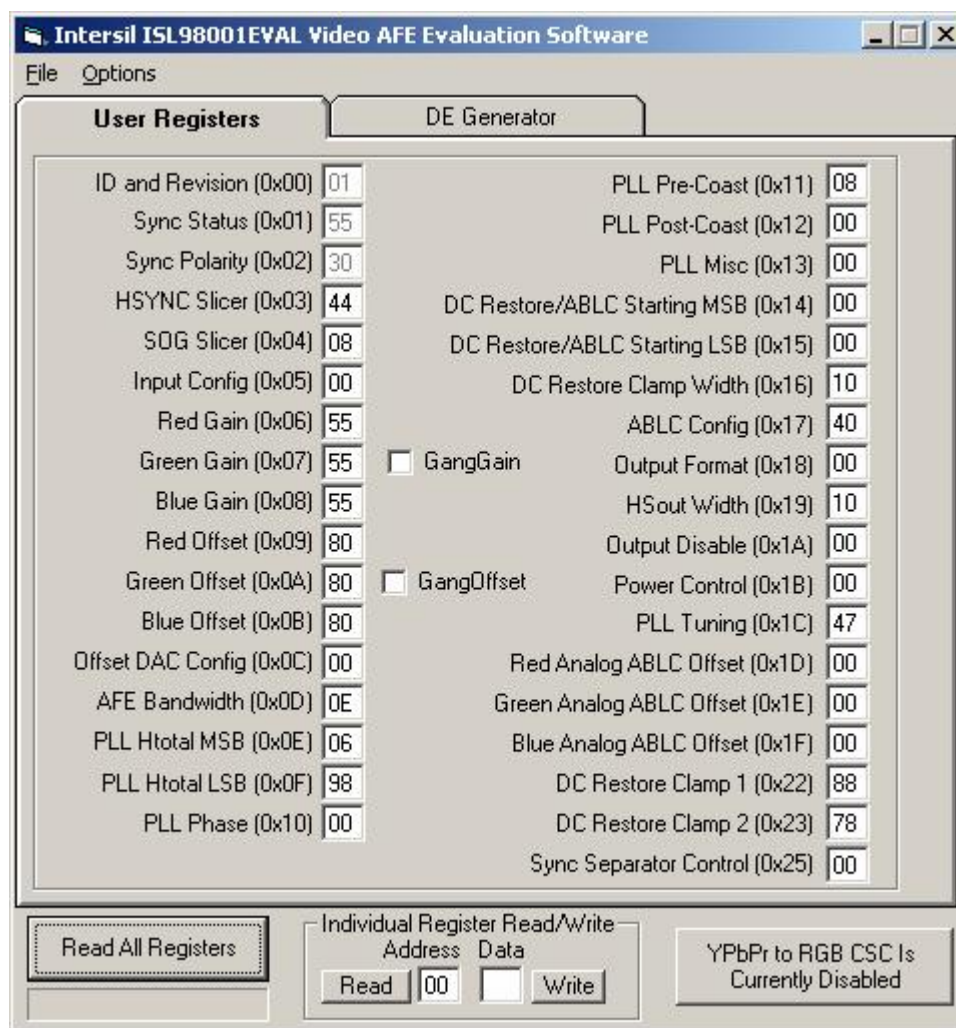 Intersil ISL98001EVAL Video AFE Evaluation Software
File Options
User Registers
DE Generator
ID and Revision (0x00) 01
Sync Status (0x01) 55
Sync Polarity (0x02) 30
HSYNC Slicer (0x03) 44
SOG Slicer (0x04) 08
Input Config (0x05) 00
Red Gain (0x06) 55
Green Gain (0x07) 55
GangGain
Blue Gain (0x08) 55
Red Offset (0x09) 80
Green Offset (0x0A) 80
GangOffset
Blue Offset (0x0B) 80
Offset DAC Config (0x0C) 00
AFE Bandwidth (0x0D) 0E
PLL Htotal MSB (0x0E) 06
PLL Htotal LSB (0x0F) 98
PLL Phase (0x10) 00
PLL Pre-Coast (0x11) 08
PLL Post-Coast (0x12) 00
PLL Misc (0x13) 00
DC Restore/ABLC Starting MSB (0x14) 00
DC Restore/ABLC Starting LSB (0x15) 00
DC Restore Clamp Width (0x16) 10
ABLC Config (0x17) 40
Output Format (0x18) 00
HSout Width (0x19) 10
Output Disable (0x1A) 00
Power Control (0x1B) 00
PLL Tuning (0x1C) 47
Red Analog ABLC Offset (0x1D) 00
Green Analog ABLC Offset (0x1E) 00
Blue Analog ABLC Offset (0x1F) 00
DC Restore Clamp 1 (0x22) 88
DC Restore Clamp 2 (0x23) 78
Sync Separator Control (0x25) 00
Read All Registers
Individual Register Read/Write
Address Data
Read 00 Write
YPbPr to RGB CSC Is
Currently Disabled